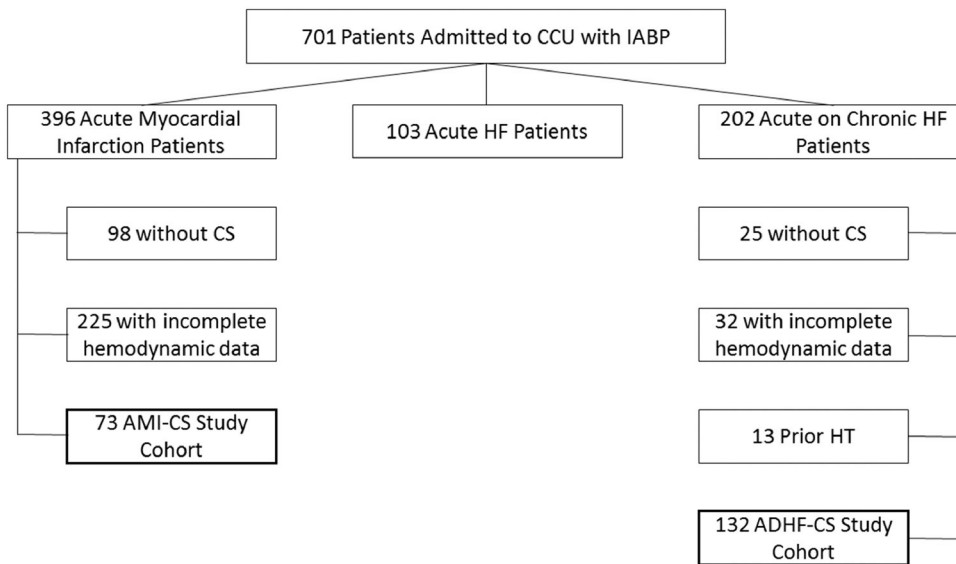 701 Patients Admitted to CCU with IABP
396 Acute Myocardial
Infarction Patients
103 Acute HF Patients
202 Acute on Chronic HF
Patients
98 without CS
25 without CS
225 with incomplete
hemodynamic data
32 with incomplete
hemodynamic data
73 AMI-CS Study
Cohort
13 Prior HT
132 ADHF-CS Study
Cohort